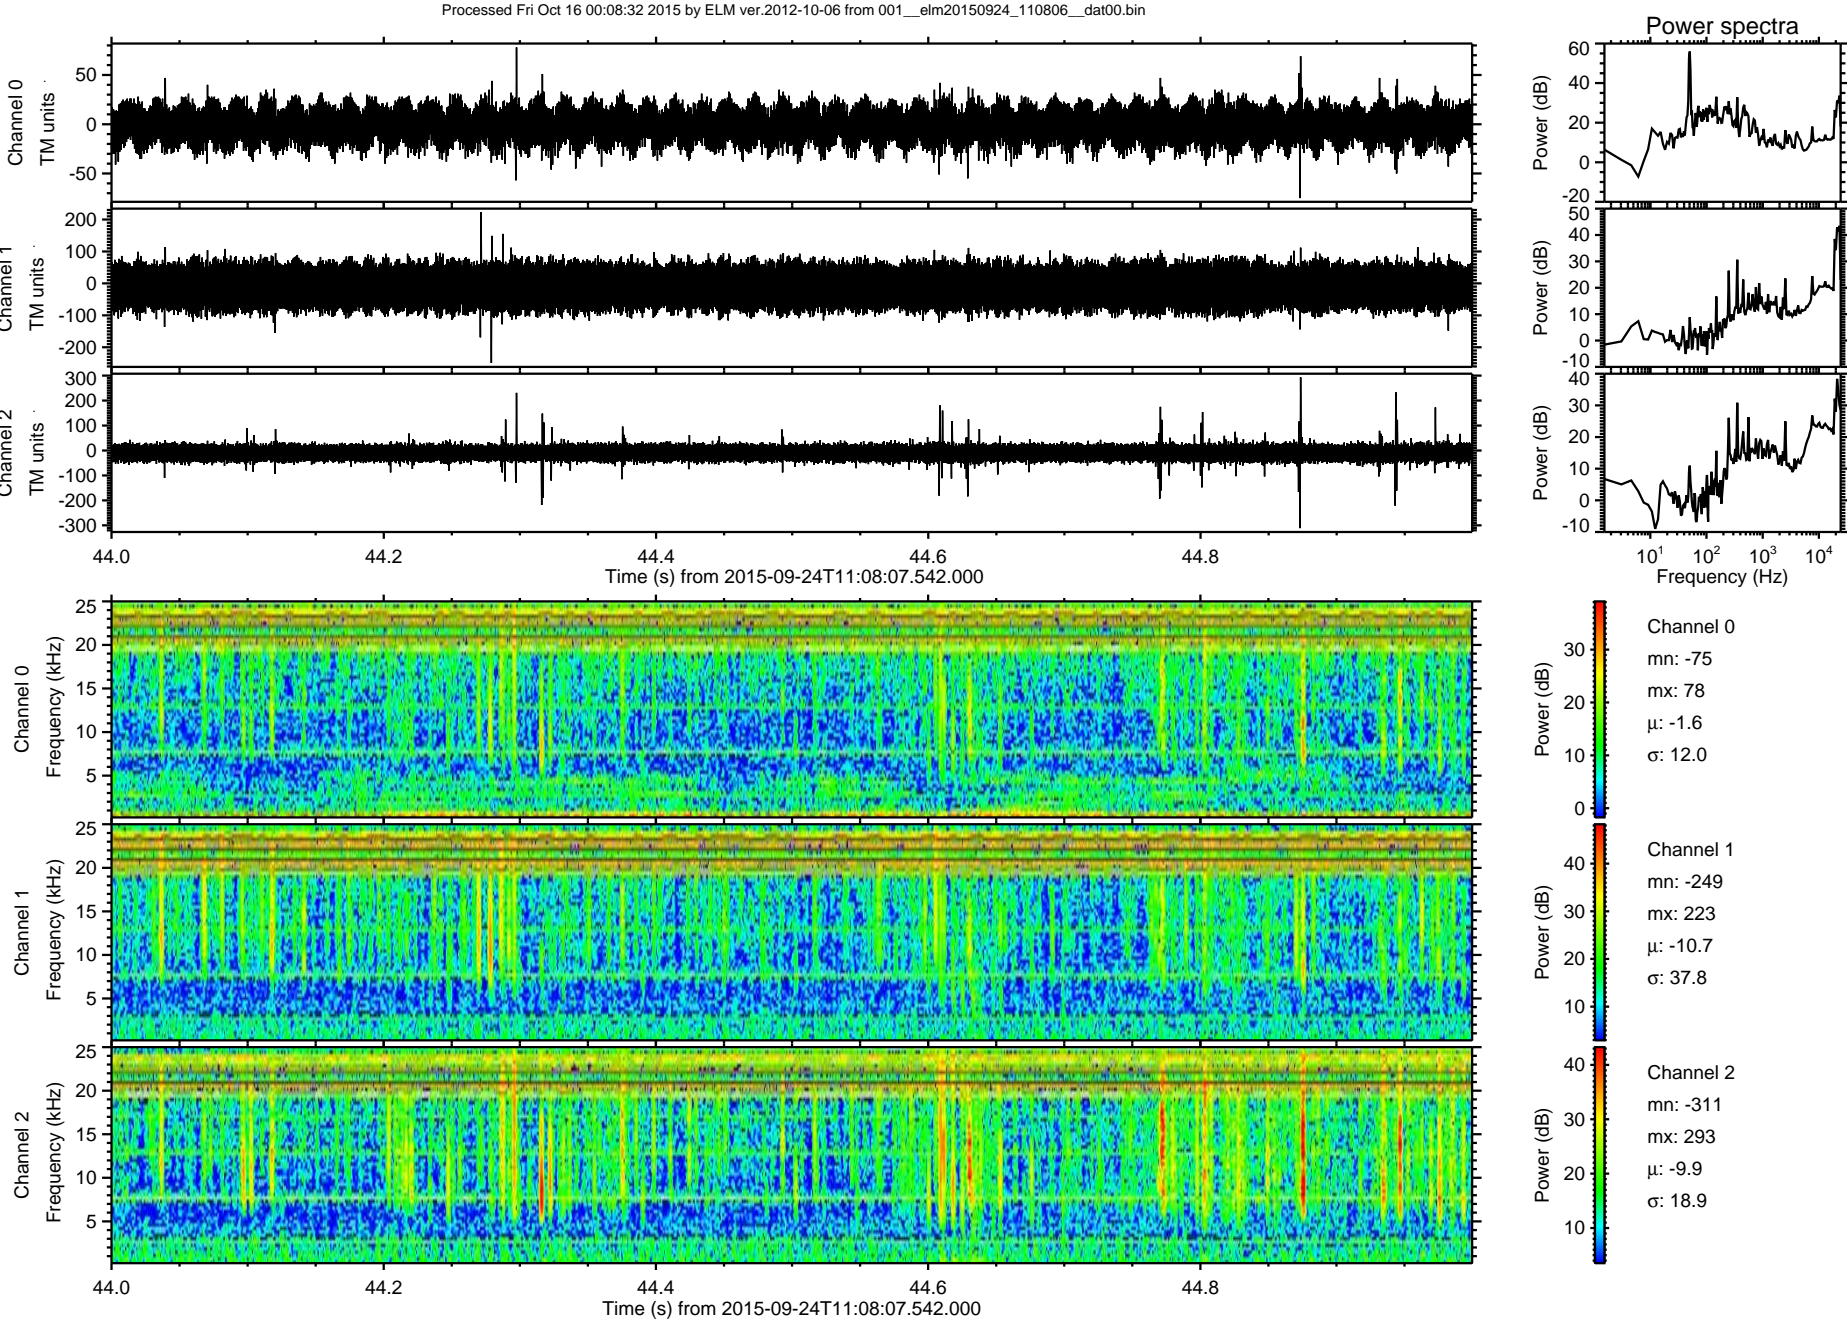 Processed Fri Oct 16 00:08:32 2015 by ELM ver.2012-10-06 from 001__elm20150924_110806__dat00.bin
Power spectra
Channel 0
TM units
50
0
-50
Power (dB)
60
40
20
0
-20
Channel 1
TM units
200
100
0
-100
-200
Power (dB)
50
40
30
20
10
0
-10
Channel 2
TM units
300
200
100
0
-100
-200
-300
Power (dB)
40
30
20
10
0
-10
44.0 44.2 44.4 44.6 44.8
Time (s) from 2015-09-24T11:08:07.542.000
10^1 10^2 10^3 10^4
Frequency (Hz)
Channel 0
Frequency (kHz)
25
20
15
10
5
Power (dB)
30
20
10
0
Channel 0
mn: -75
mx: 78
μ: -1.6
σ: 12.0
Channel 1
Frequency (kHz)
25
20
15
10
5
Power (dB)
40
30
20
10
Channel 1
mn: -249
mx: 223
μ: -10.7
σ: 37.8
Channel 2
Frequency (kHz)
25
20
15
10
5
Power (dB)
40
30
20
10
Channel 2
mn: -311
mx: 293
μ: -9.9
σ: 18.9
44.0 44.2 44.4 44.6 44.8
Time (s) from 2015-09-24T11:08:07.542.000